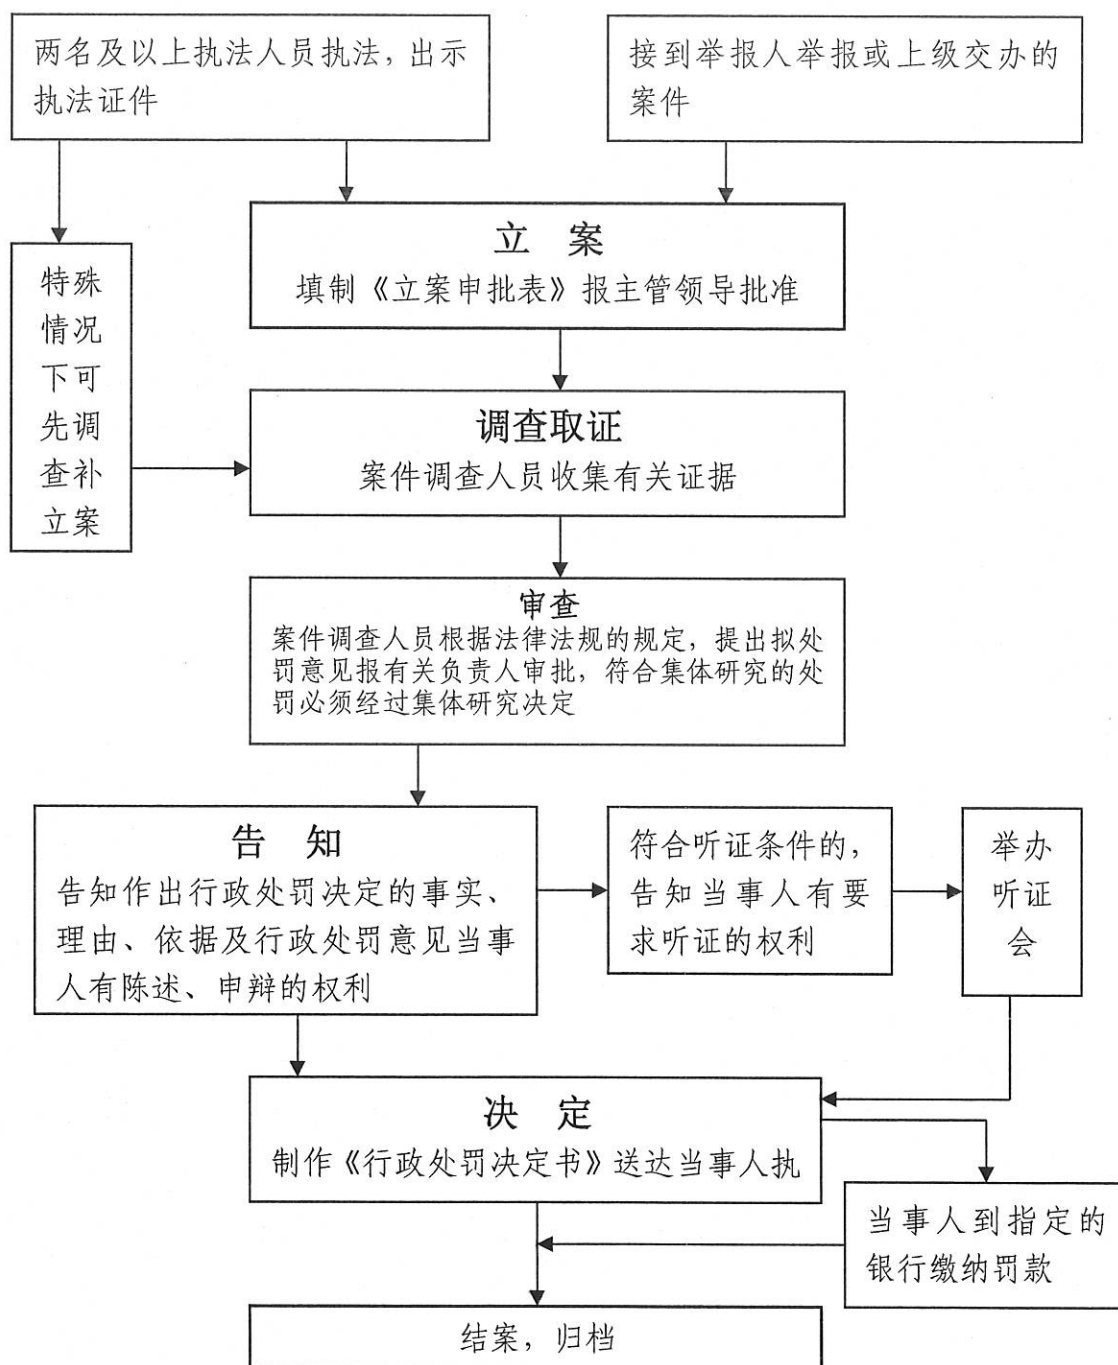 两名及以上执法人员执法，出示
执法证件
接到举报人举报或上级交办的
案件
立 案
填制《立案申批表》报主管领导批准
特殊
情况
下可
先调
查补
立案
调查取证
案件调查人员收集有关证据
审查
案件调查人员根据法律法规的规定，提出拟处
罚意见报有关负责人审批，符合集体研究的处
罚必须经过集体研究决定
告 知
告知作出行政处罚决定的事实、
理由、依据及行政处罚意见当事
人有陈述、申辩的权利
符合听证条件的，
告知当事人有要
求听证的权利
举办
听证
会
决 定
制作《行政处罚决定书》送达当事人执
当事人到指定的
银行缴纳罚款
结案，归档